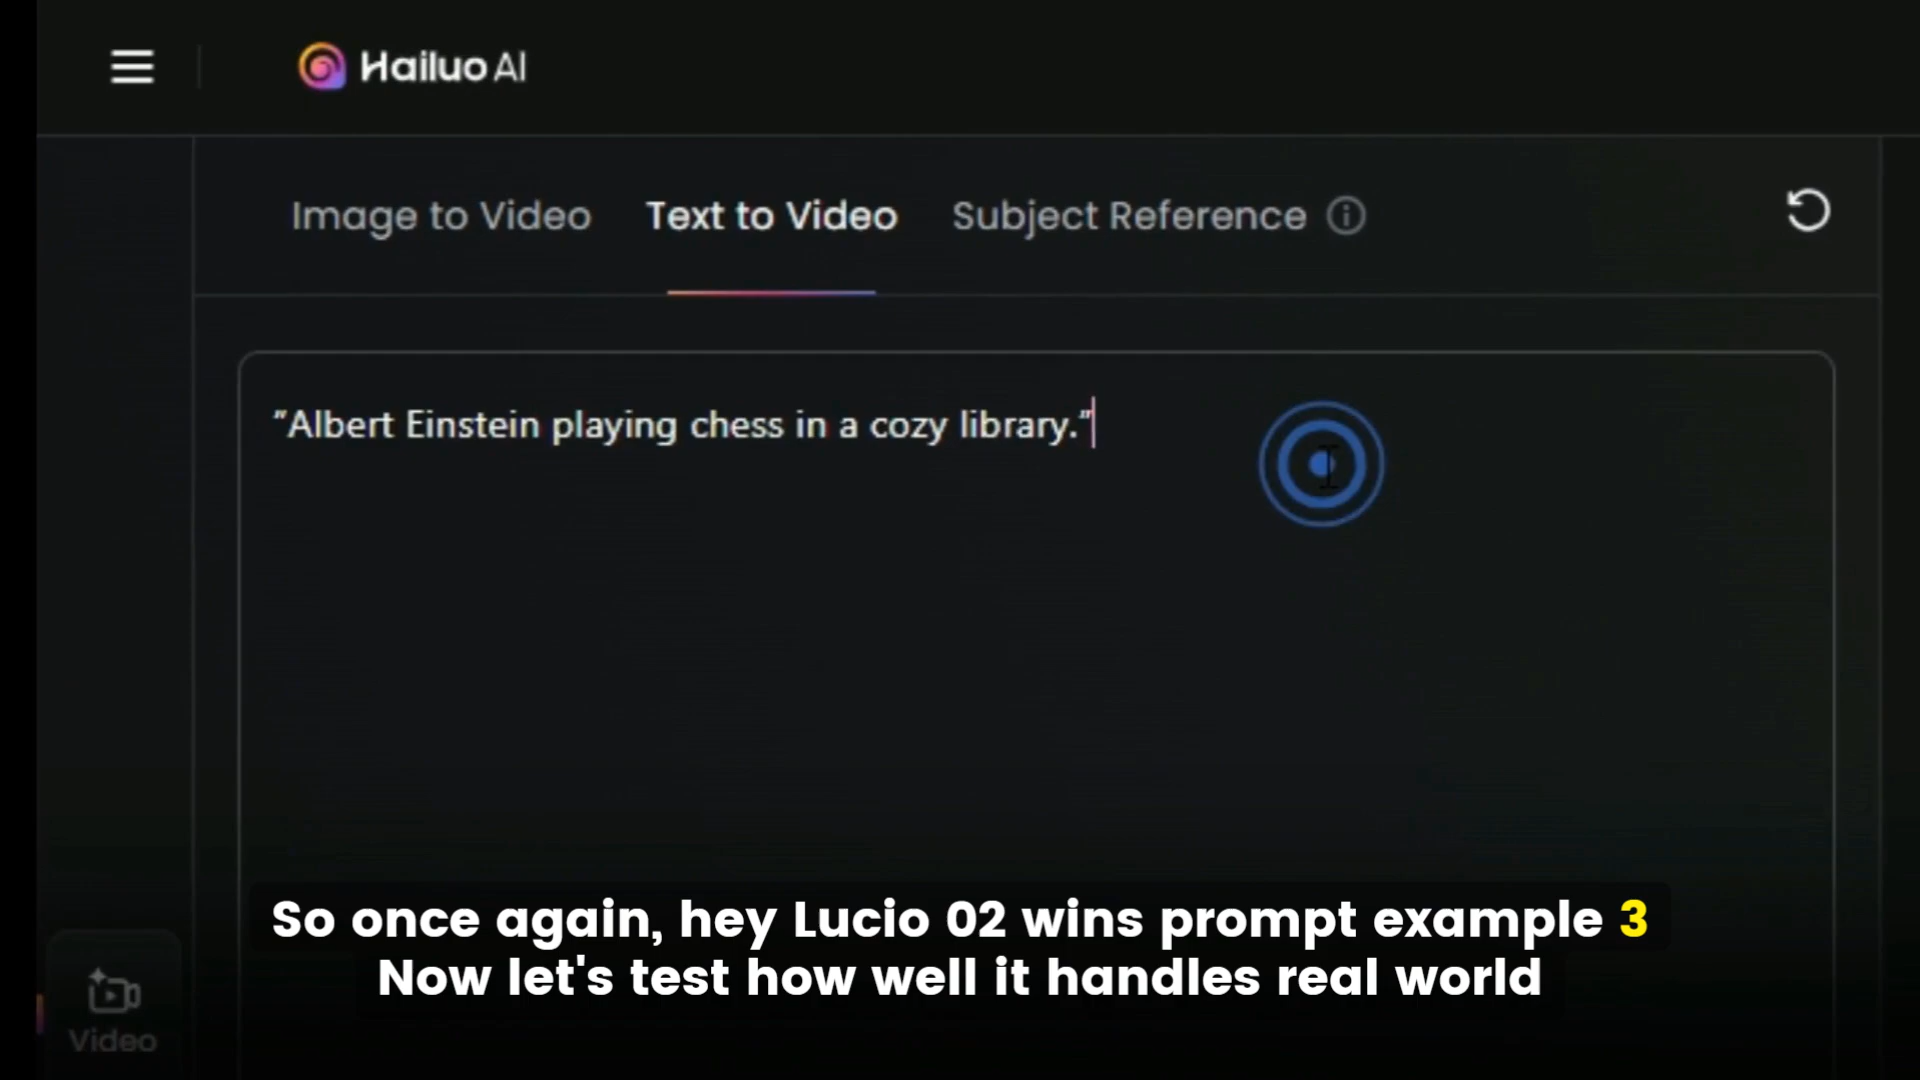 Hailuo AI
Image to Video Text to Video Subject Reference
"Albert Einstein playing chess in a cozy library."
So once again, hey Lucio 02 wins prompt example 3
Now let's test how well it handles real world
Video